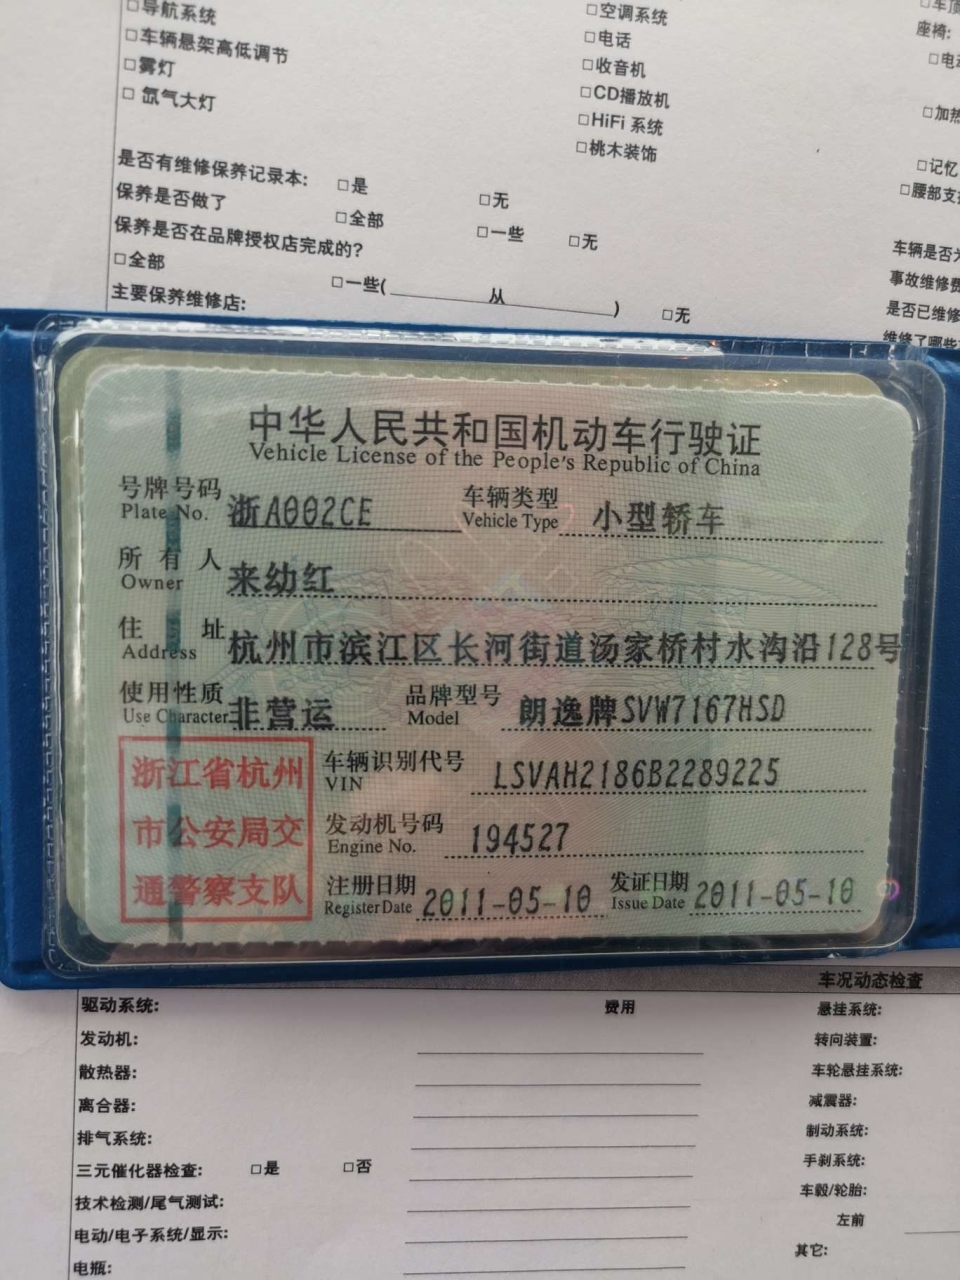 □导航系统
□空调系统
□车辆悬架高低调节
□电话
座椅:
□雾灯
□收音机
□氙气大灯
□CD播放机
□HiFi 系统
□加热
□桃木装饰
是否有维修保养记录本: □是 □无
□记忆
保养是否做了 □全部 □一些 □无
保养是否在品牌授权店完成的?
□全部 □一些( 从 ) □无
主要保养维修店:
中华人民共和国机动车行驶证
Vehicle License of the People's Republic of China
号牌号码 浙A002CE 车辆类型 小型轿车
Plate No. Vehicle Type
所有人 来幼红
Owner
住址 杭州市滨江区长河街道汤家桥村水沟沿128号
Address
使用性质 非营运 品牌型号 朗逸牌SVW7167HSD
Use Character Model
浙江省杭州
市公安局交
通警察支队
车辆识别代号 LSVAH2186B2289225
VIN
发动机号码 194527
Engine No.
注册日期 2011-05-10 发证日期 2011-05-10
Register Date Issue Date
车况动态检查
驱动系统: 费用 悬挂系统:
发动机: 转向装置:
散热器: 车轮悬挂系统:
离合器: 减震器:
排气系统: 制动系统:
三元催化器检查: □是 □否 手刹系统:
技术检测/尾气测试: 车毂/轮胎:
电动/电子系统/显示: 左前
电瓶: 其它: